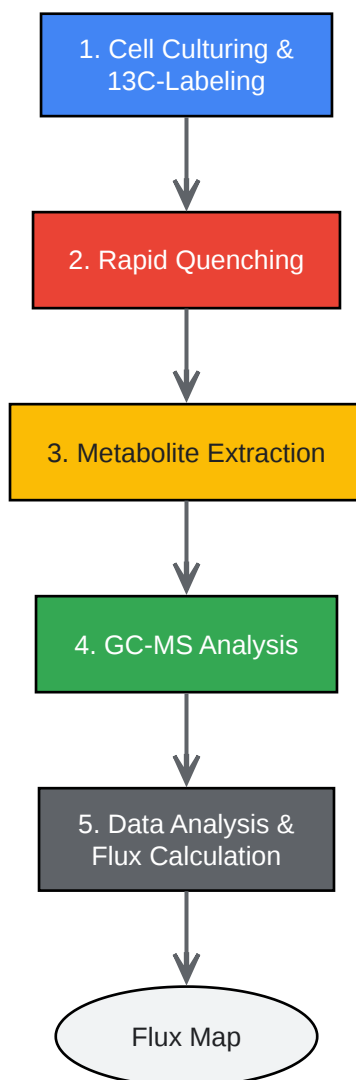 1. Cell Culturing &
13C-Labeling
2. Rapid Quenching
3. Metabolite Extraction
4. GC-MS Analysis
5. Data Analysis &
Flux Calculation
Flux Map